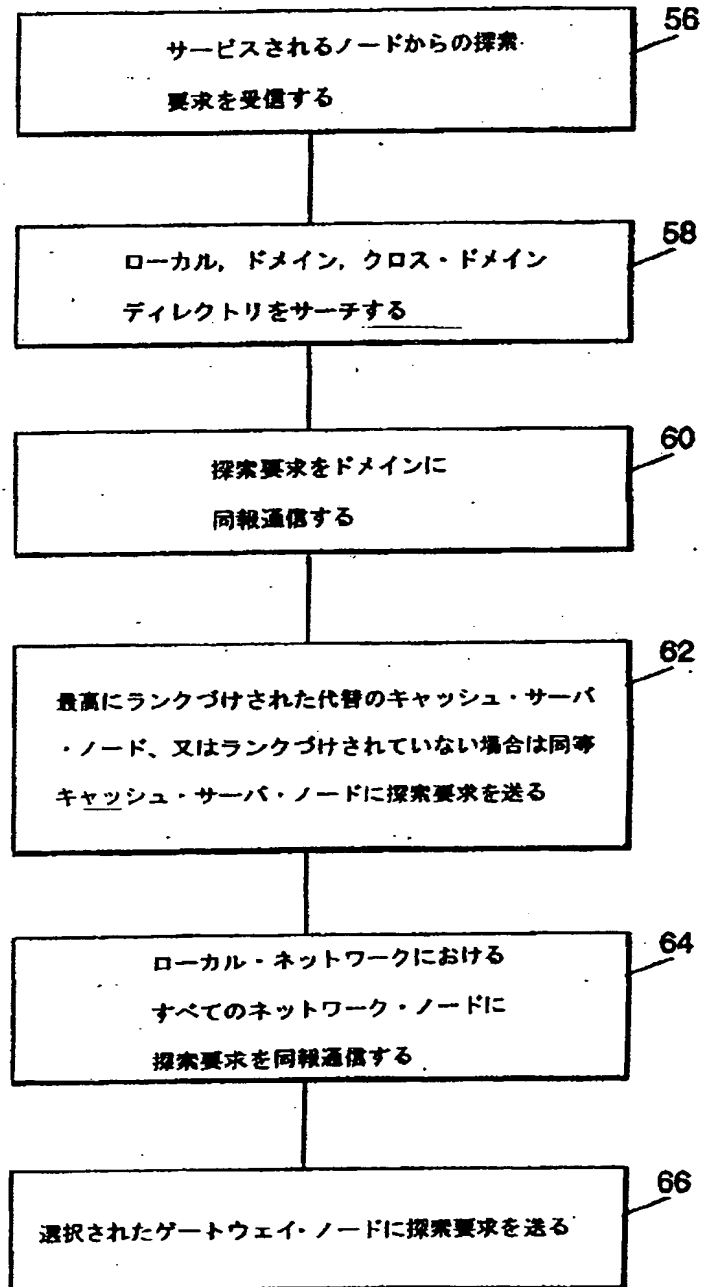 56
サービスされるノードからの探索
要求を受信する
58
ローカル, ドメイン, クロス・ドメイン
ディレクトリをサーチする
60
探索要求をドメインに
同報通信する
62
最高にランクづけされた代替のキャッシュ・サーバ
・ノード、又はランクづけされていない場合は同等
キャッシュ・サーバ・ノードに探索要求を送る
64
ローカル・ネットワークにおける
すべてのネットワーク・ノードに
探索要求を同報通信する
66
選択されたゲートウェイ・ノードに探索要求を送る